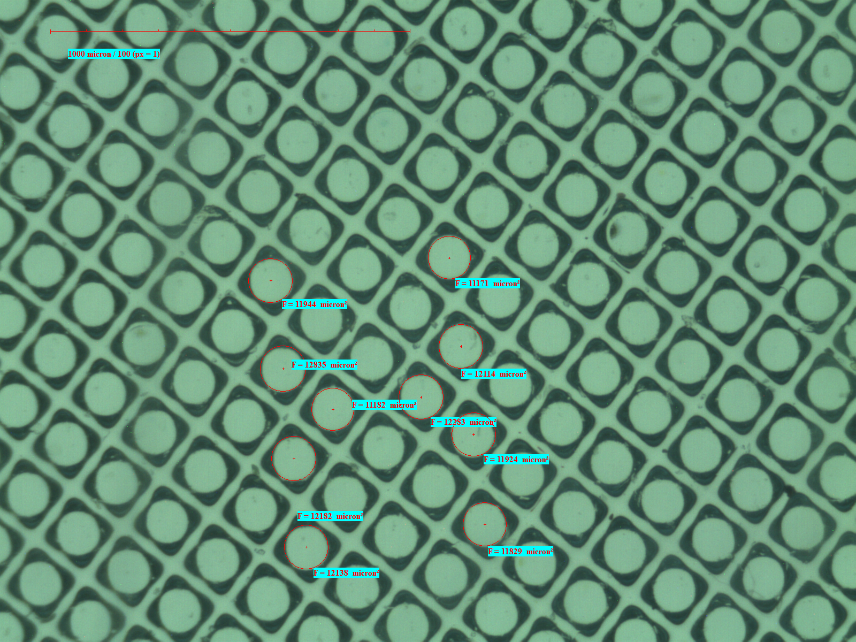 1000 micron / 100 (px = 1)
F = 11171 micron²
F = 11944 micron²
F = 12835 micron²
F = 12114 micron²
F = 11182 micron²
F = 12383 micron²
F = 11924 micron²
F = 12182 micron²
F = 11829 micron²
F = 12138 micron²